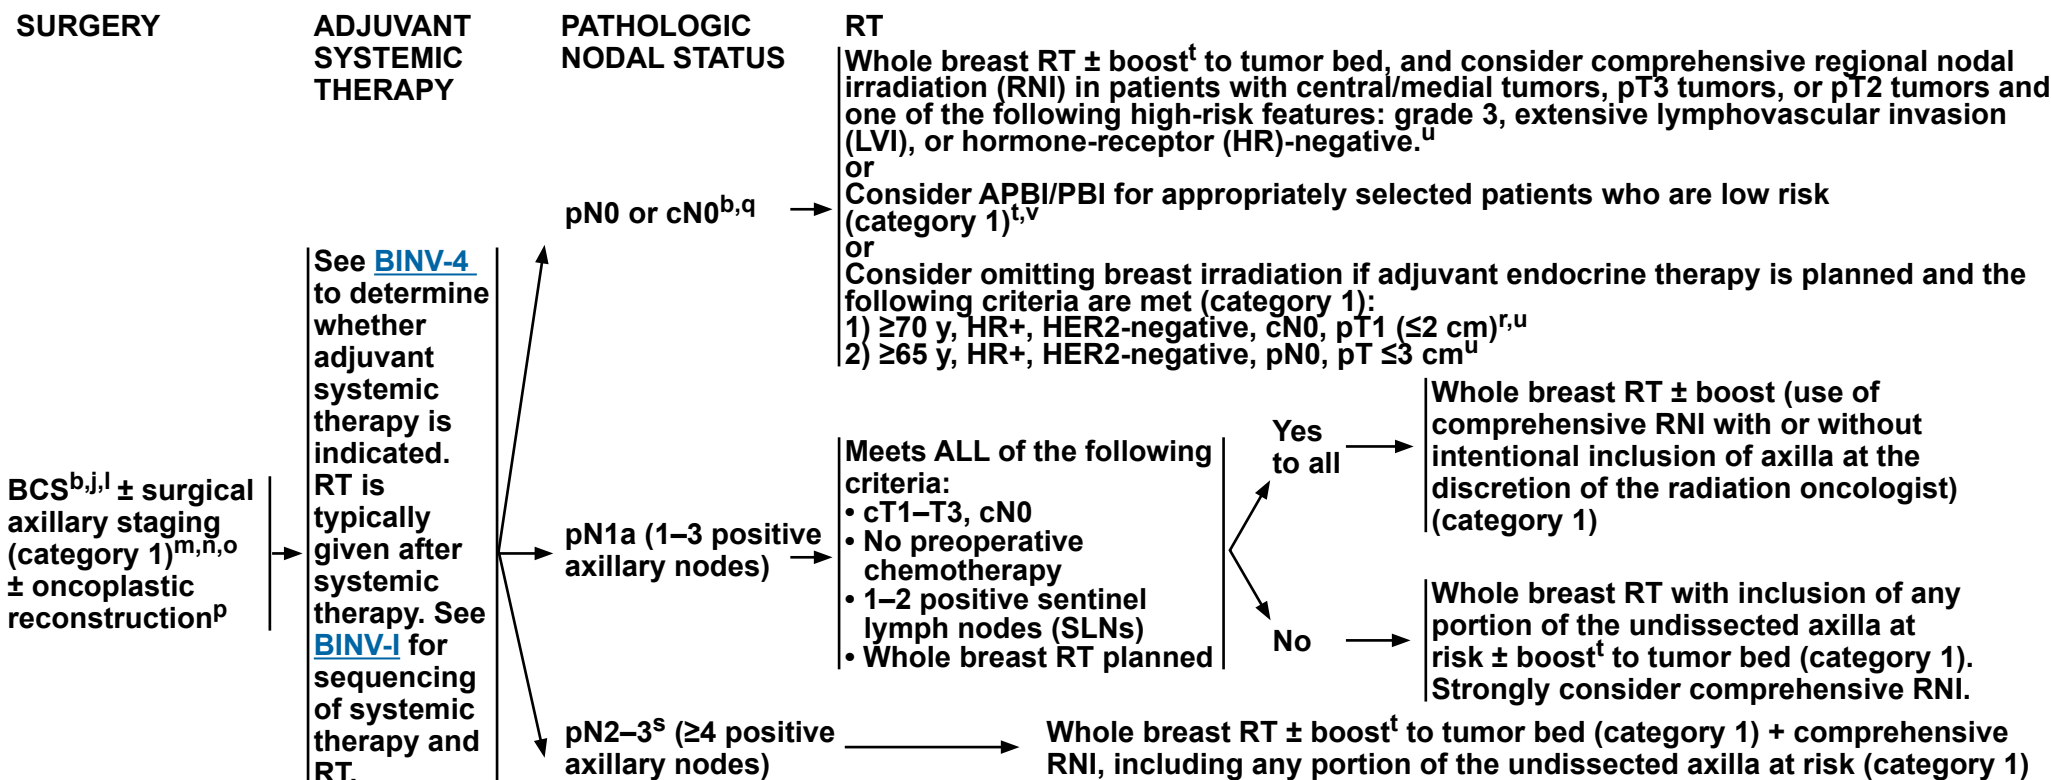 SURGERY
ADJUVANT
SYSTEMIC
THERAPY
PATHOLOGIC
NODAL STATUS
RT
BCSb,j,l ± surgical
axillary staging
(category 1)m,n,o
± oncoplastic
reconstructionp
See BINV-4
to determine
whether
adjuvant
systemic
therapy is
indicated.
RT is
typically
given after
systemic
therapy. See
BINV-I for
sequencing
of systemic
therapy and
RT.
pN0 or cN0b,q
Whole breast RT ± boostt to tumor bed, and consider comprehensive regional nodal
irradiation (RNI) in patients with central/medial tumors, pT3 tumors, or pT2 tumors and
one of the following high-risk features: grade 3, extensive lymphovascular invasion
(LVI), or hormone-receptor (HR)-negative.u
or
Consider APBI/PBI for appropriately selected patients who are low risk
(category 1)t,v
or
Consider omitting breast irradiation if adjuvant endocrine therapy is planned and the
following criteria are met (category 1):
1) ≥70 y, HR+, HER2-negative, cN0, pT1 (≤2 cm)r,u
2) ≥65 y, HR+, HER2-negative, pN0, pT ≤3 cmu
pN1a (1–3 positive
axillary nodes)
Meets ALL of the following
criteria:
• cT1–T3, cN0
• No preoperative
chemotherapy
• 1–2 positive sentinel
lymph nodes (SLNs)
• Whole breast RT planned
Yes
to all
Whole breast RT ± boost (use of
comprehensive RNI with or without
intentional inclusion of axilla at the
discretion of the radiation oncologist)
(category 1)
No
Whole breast RT with inclusion of any
portion of the undissected axilla at
risk ± boostt to tumor bed (category 1).
Strongly consider comprehensive RNI.
pN2–3s (≥4 positive
axillary nodes)
Whole breast RT ± boostt to tumor bed (category 1) + comprehensive
RNI, including any portion of the undissected axilla at risk (category 1)